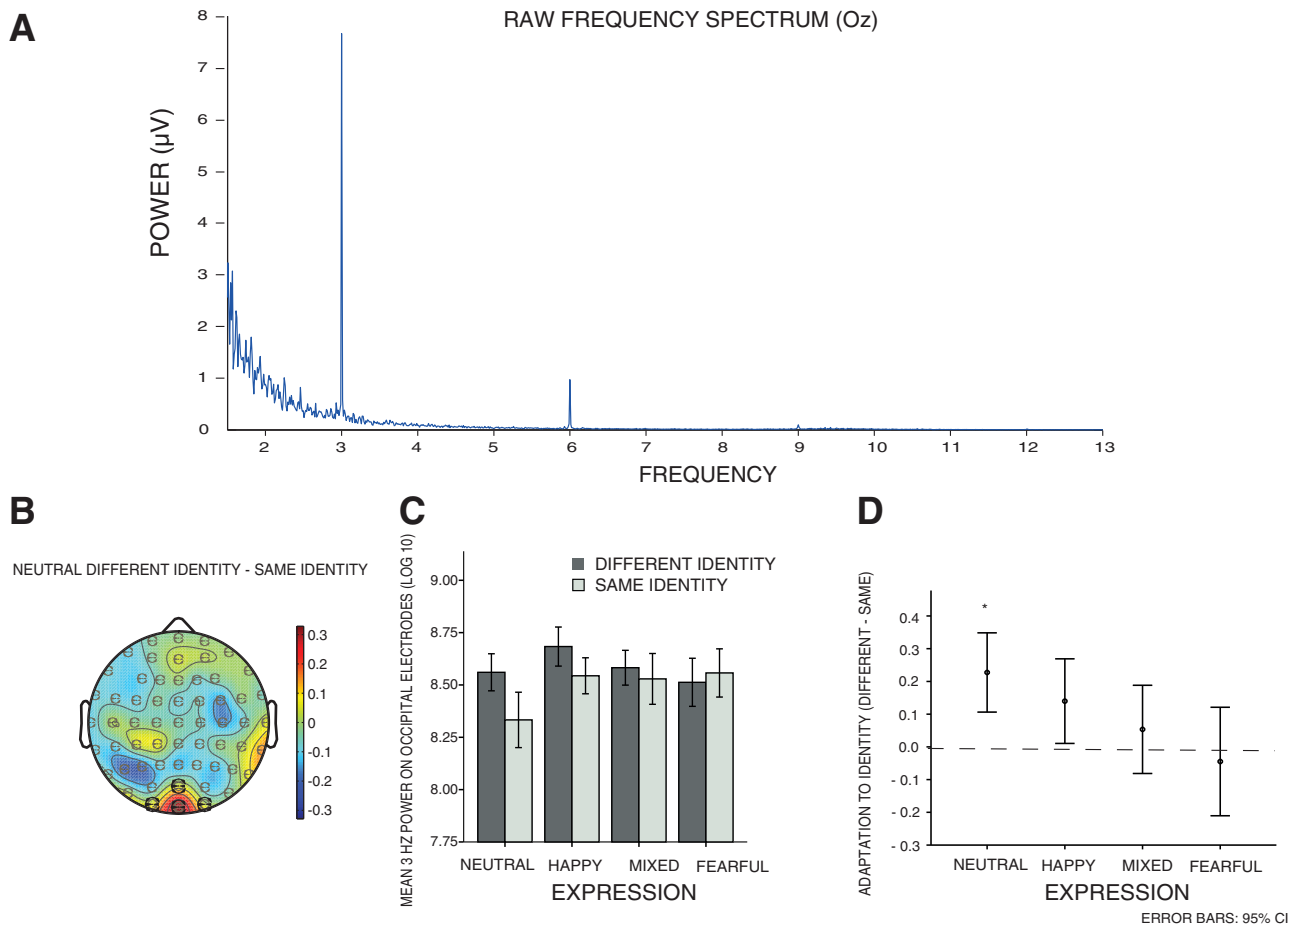 A
RAW FREQUENCY SPECTRUM (Oz)
POWER (µV)
8
7
6
5
4
3
2
1
0
2 3 4 5 6 7 8 9 10 11 12 13
FREQUENCY
B
NEUTRAL DIFFERENT IDENTITY - SAME IDENTITY
0.3
0.2
0.1
0
-0.1
-0.2
-0.3
C
MEAN 3 HZ POWER ON OCCIPITAL ELECTRODES (LOG 10)
DIFFERENT IDENTITY
SAME IDENTITY
9.00
8.75
8.50
8.25
8.00
7.75
NEUTRAL HAPPY MIXED FEARFUL
EXPRESSION
D
ADAPTATION TO IDENTITY (DIFFERENT - SAME)
*
0.4
0.3
0.2
0.1
0.0
- 0.1
- 0.2
- 0.3
NEUTRAL HAPPY MIXED FEARFUL
EXPRESSION
ERROR BARS: 95% CI